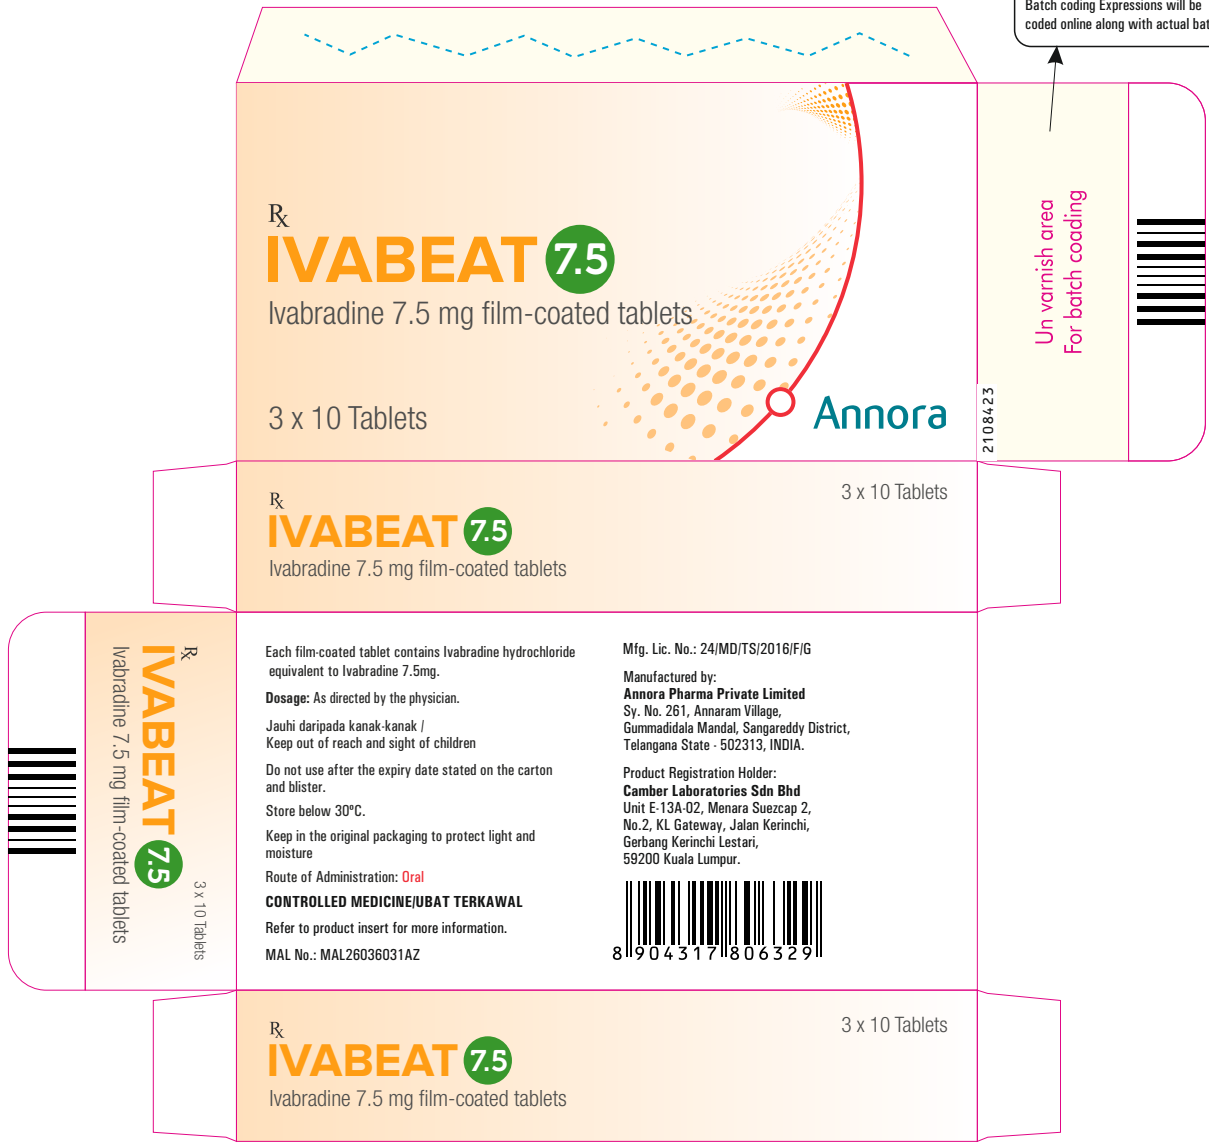 Batch coding Expressions will be
coded online along with actual bat
Rx
IVABEAT 7.5
Ivabradine 7.5 mg film-coated tablets
3 x 10 Tablets
Annora
2108423
Un varnish area
For batch coading
Rx
IVABEAT 7.5
Ivabradine 7.5 mg film-coated tablets
3 x 10 Tablets
Rx
IVABEAT 7.5
Ivabradine 7.5 mg film-coated tablets
3 x 10 Tablets
Each film-coated tablet contains Ivabradine hydrochloride
equivalent to Ivabradine 7.5mg.
Dosage: As directed by the physician.
Jauhi daripada kanak-kanak /
Keep out of reach and sight of children
Do not use after the expiry date stated on the carton
and blister.
Store below 30ºC.
Keep in the original packaging to protect light and
moisture
Route of Administration: Oral
CONTROLLED MEDICINE/UBAT TERKAWAL
Refer to product insert for more information.
MAL No.: MAL26036031AZ
Mfg. Lic. No.: 24/MD/TS/2016/F/G
Manufactured by:
Annora Pharma Private Limited
Sy. No. 261, Annaram Village,
Gummadidala Mandal, Sangareddy District,
Telangana State - 502313, INDIA.
Product Registration Holder:
Camber Laboratories Sdn Bhd
Unit E-13A-02, Menara Suezcap 2,
No.2, KL Gateway, Jalan Kerinchi,
Gerbang Kerinchi Lestari,
59200 Kuala Lumpur.
8 904317 806329
Rx
IVABEAT 7.5
Ivabradine 7.5 mg film-coated tablets
3 x 10 Tablets